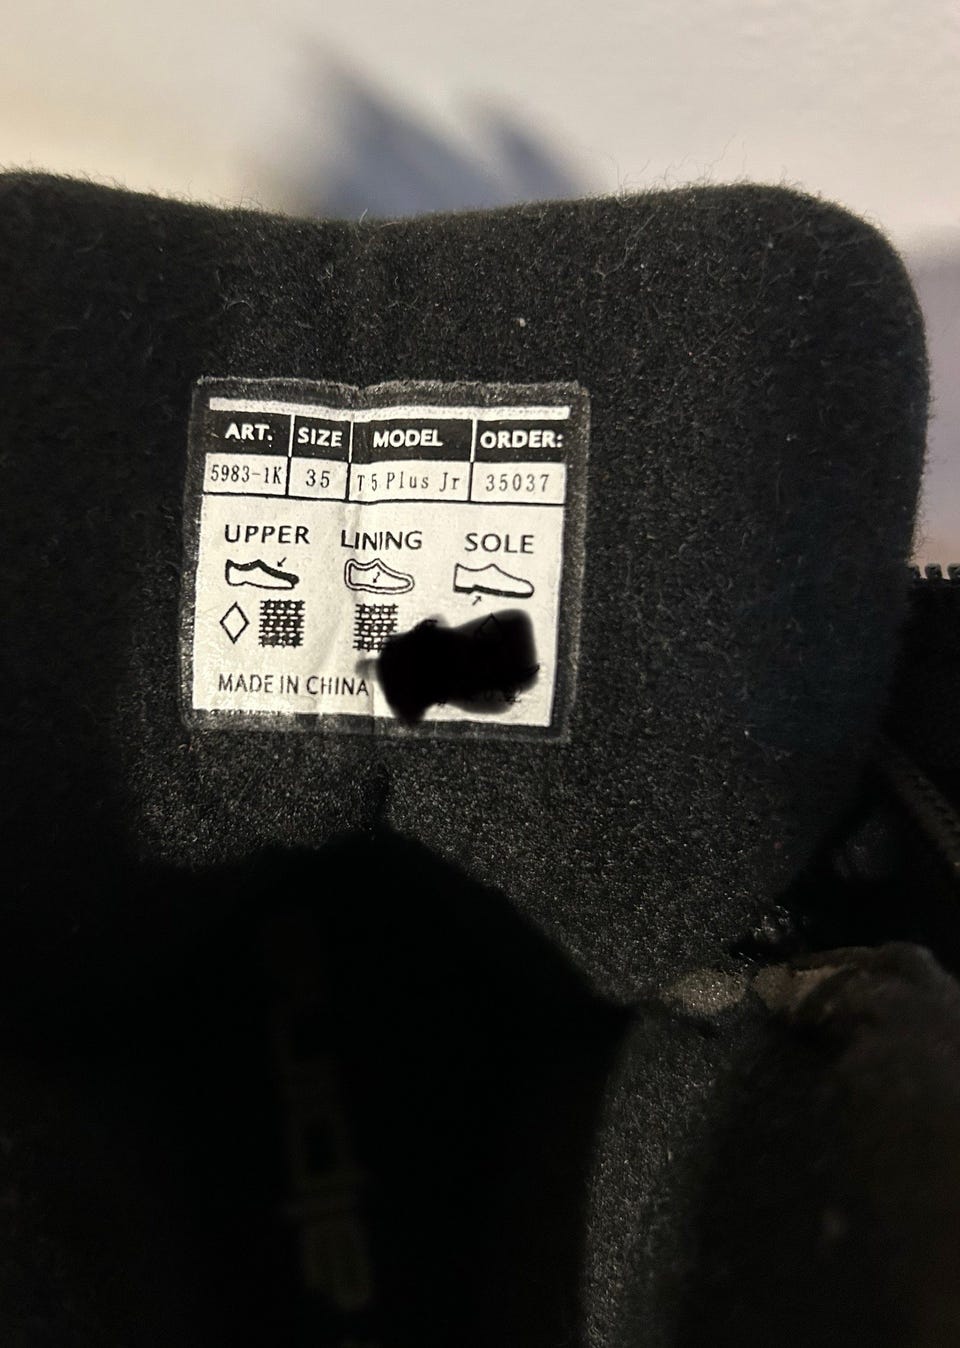 ART. SIZE MODEL ORDER:
5983-1K 35 T5 Plus Jr 35037
UPPER LINING SOLE
MADE IN CHINA